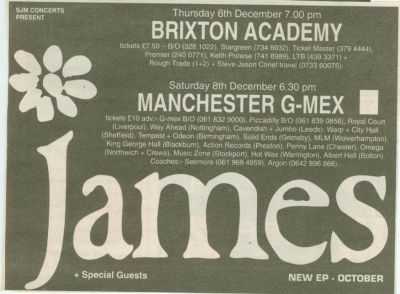 SJM CONCERTS
PRESENT
Thursday 6th December 7.00 pm
BRIXTON ACADEMY
tickets £7.50 :- B/O (326 1022), Stargreen (734 8932), Ticket Master (379 4444),
Premier (240 0771), Keith Prowse (741 8989), LTB (439 3371) +
Rough Trade (1+2) + Steve Jason Conet travel (0733 60075).
Saturday 8th December 6.30 pm
MANCHESTER G-MEX
tickets £10 adv:- G-mex B/O (061 832 9000), Piccadilly B/O (061 839 0858), Royal Court
(Liverpool), Way Ahead (Nottingham), Cavendish + Jumbo (Leeds). Warp + City Hall
(Sheffield), Tempest + Odeon (Birmingham), Solid Ends (Grimsby), MLM (Wolverhampton),
King George Hall (Blackburn), Action Records (Preston), Penny Lane (Chester), Omega
(Northwich + Crewe), Music Zone (Stockport), Hot Wax (Warrington), Albert Hall (Bolton).
Coaches:- Seemore (061 969 4959), Argon (0642 896 868).
James
+ Special Guests
NEW EP - OCTOBER